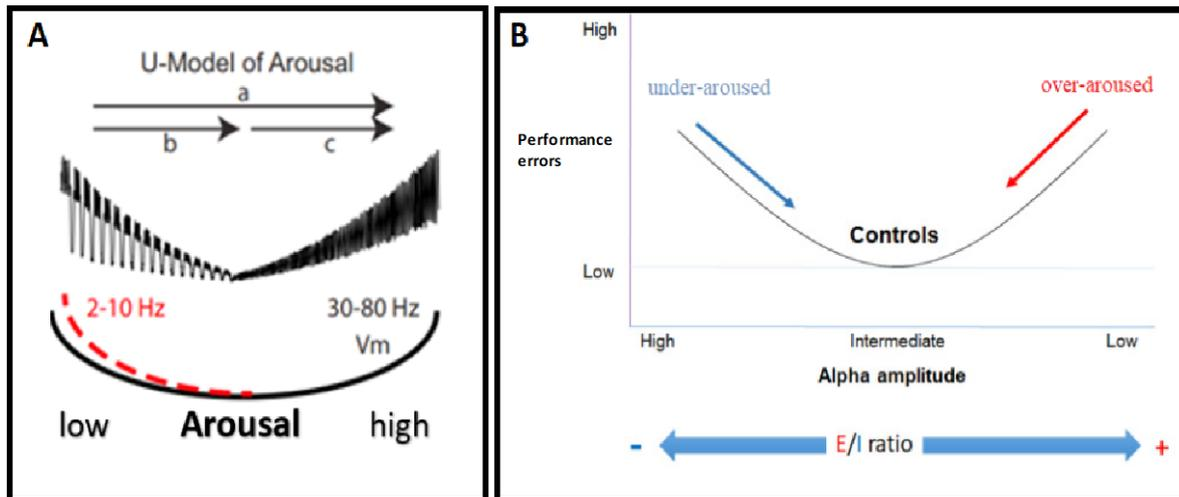 A
U-Model of Arousal
a
b
c
2-10 Hz
30-80 Hz
Vm
low
Arousal
high
B
High
under-aroused
over-aroused
Performance
errors
Controls
Low
High
Intermediate
Low
Alpha amplitude
-
E/I ratio
+